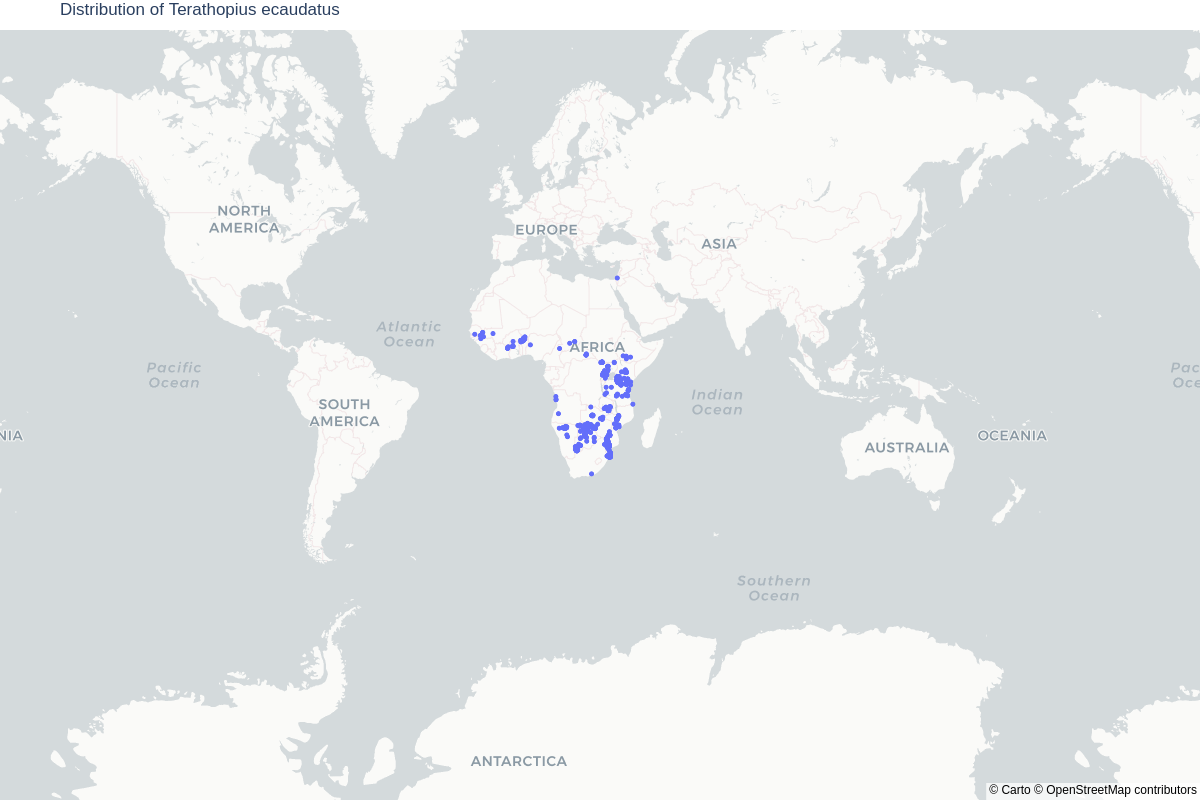 Distribution of Terathopius ecaudatus
NORTH
AMERICA
EUROPE
ASIA
Atlantic
Ocean
AFRICA
Pacific
Ocean
Pac
Oce
Indian
Ocean
SOUTH
AMERICA
NIA
AUSTRALIA
OCEANIA
Southern
Ocean
ANTARCTICA
© Carto © OpenStreetMap contributors